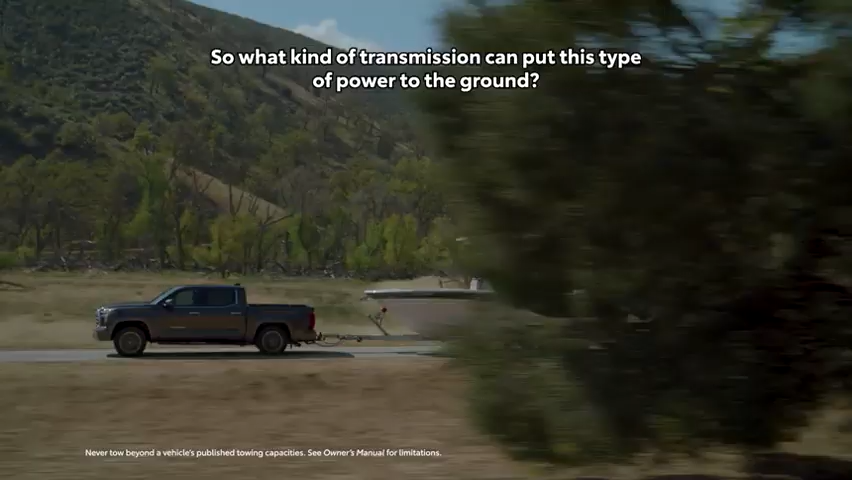 So what kind of transmission can put this type
of power to the ground?
Never tow beyond a vehicle's published towing capacities. See Owner's Manual for limitations.